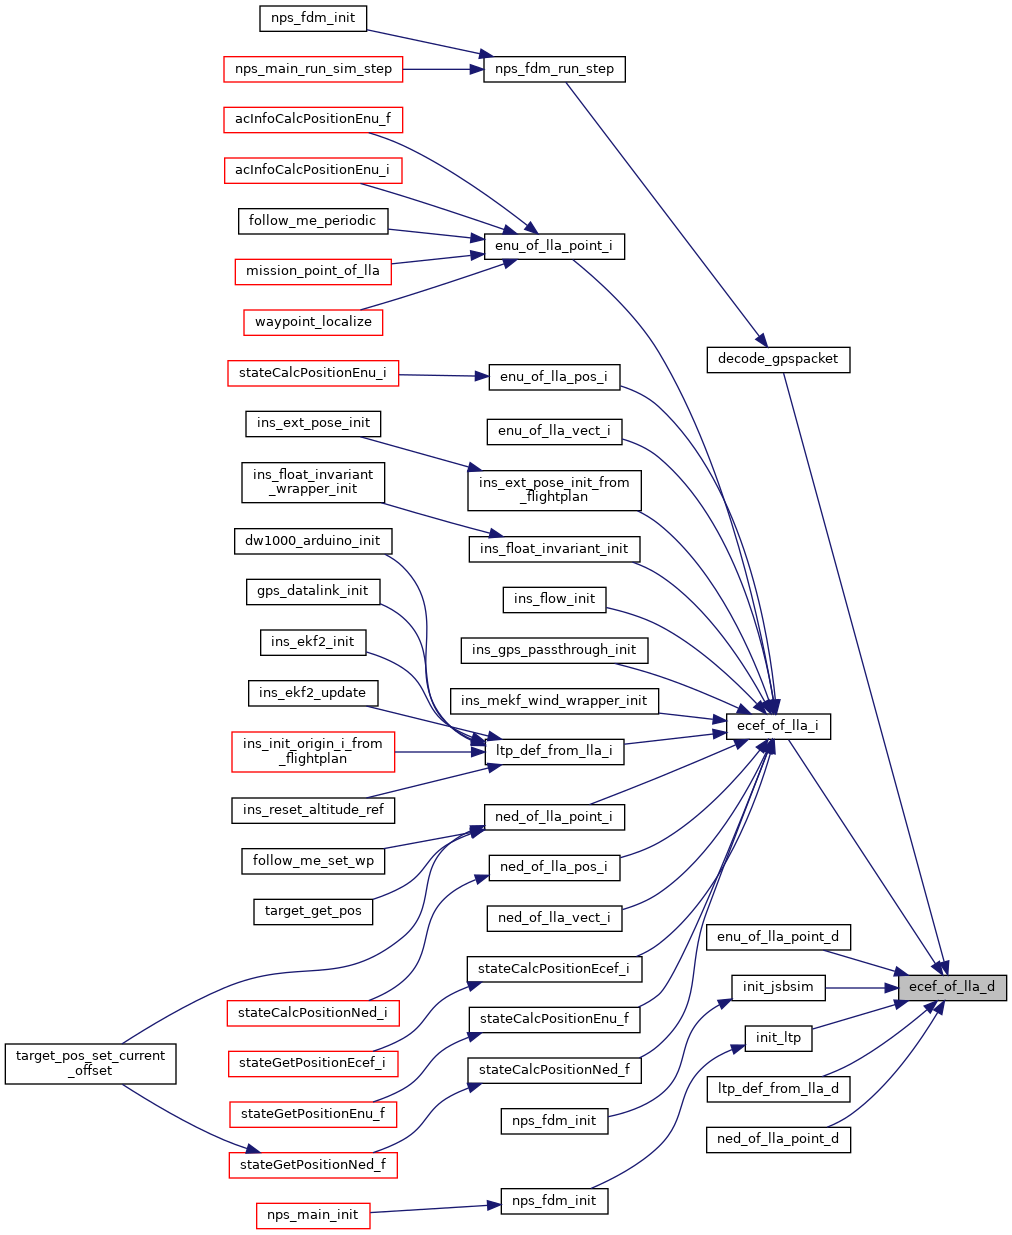 nps_fdm_init
nps_main_run_sim_step
nps_fdm_run_step
acInfoCalcPositionEnu_f
acInfoCalcPositionEnu_i
follow_me_periodic
enu_of_lla_point_i
mission_point_of_lla
waypoint_localize
decode_gpspacket
stateCalcPositionEnu_i
enu_of_lla_pos_i
ins_ext_pose_init
enu_of_lla_vect_i
ins_float_invariant
_wrapper_init
ins_ext_pose_init_from
_flightplan
dw1000_arduino_init
ins_float_invariant_init
gps_datalink_init
ins_flow_init
ins_ekf2_init
ins_gps_passthrough_init
ins_ekf2_update
ins_mekf_wind_wrapper_init
ecef_of_lla_i
ins_init_origin_i_from
_flightplan
ltp_def_from_lla_i
ins_reset_altitude_ref
ned_of_lla_point_i
follow_me_set_wp
ned_of_lla_pos_i
target_get_pos
ned_of_lla_vect_i
enu_of_lla_point_d
stateCalcPositionEcef_i
init_jsbsim
ecef_of_lla_d
stateCalcPositionNed_i
stateCalcPositionEnu_f
init_ltp
target_pos_set_current
_offset
stateGetPositionEcef_i
stateCalcPositionNed_f
ltp_def_from_lla_d
stateGetPositionEnu_f
nps_fdm_init
ned_of_lla_point_d
stateGetPositionNed_f
nps_fdm_init
nps_main_init